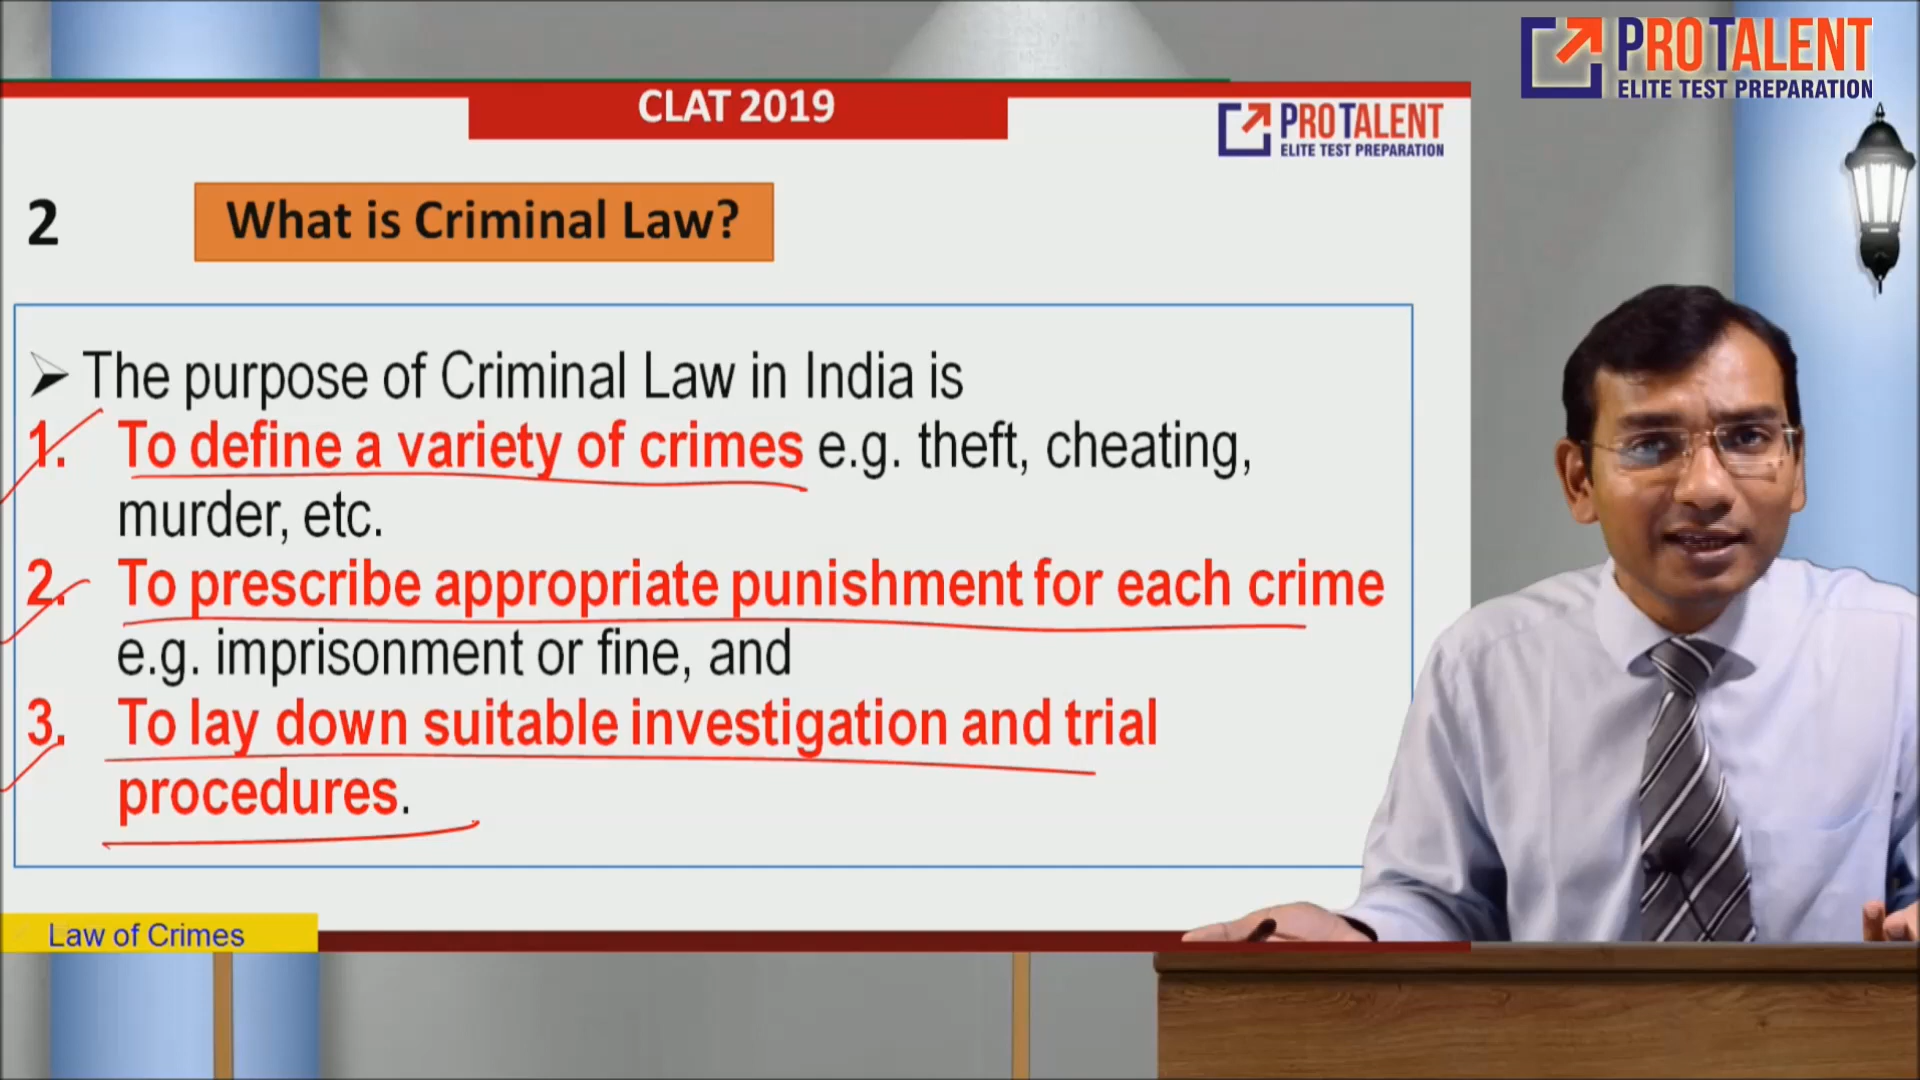 PROTALENT
ELITE TEST PREPARATION
CLAT 2019
PROTALENT
ELITE TEST PREPARATION
2
What is Criminal Law?
➢ The purpose of Criminal Law in India is
1. To define a variety of crimes e.g. theft, cheating,
murder, etc.
2. To prescribe appropriate punishment for each crime
e.g. imprisonment or fine, and
3. To lay down suitable investigation and trial
procedures.
Law of Crimes